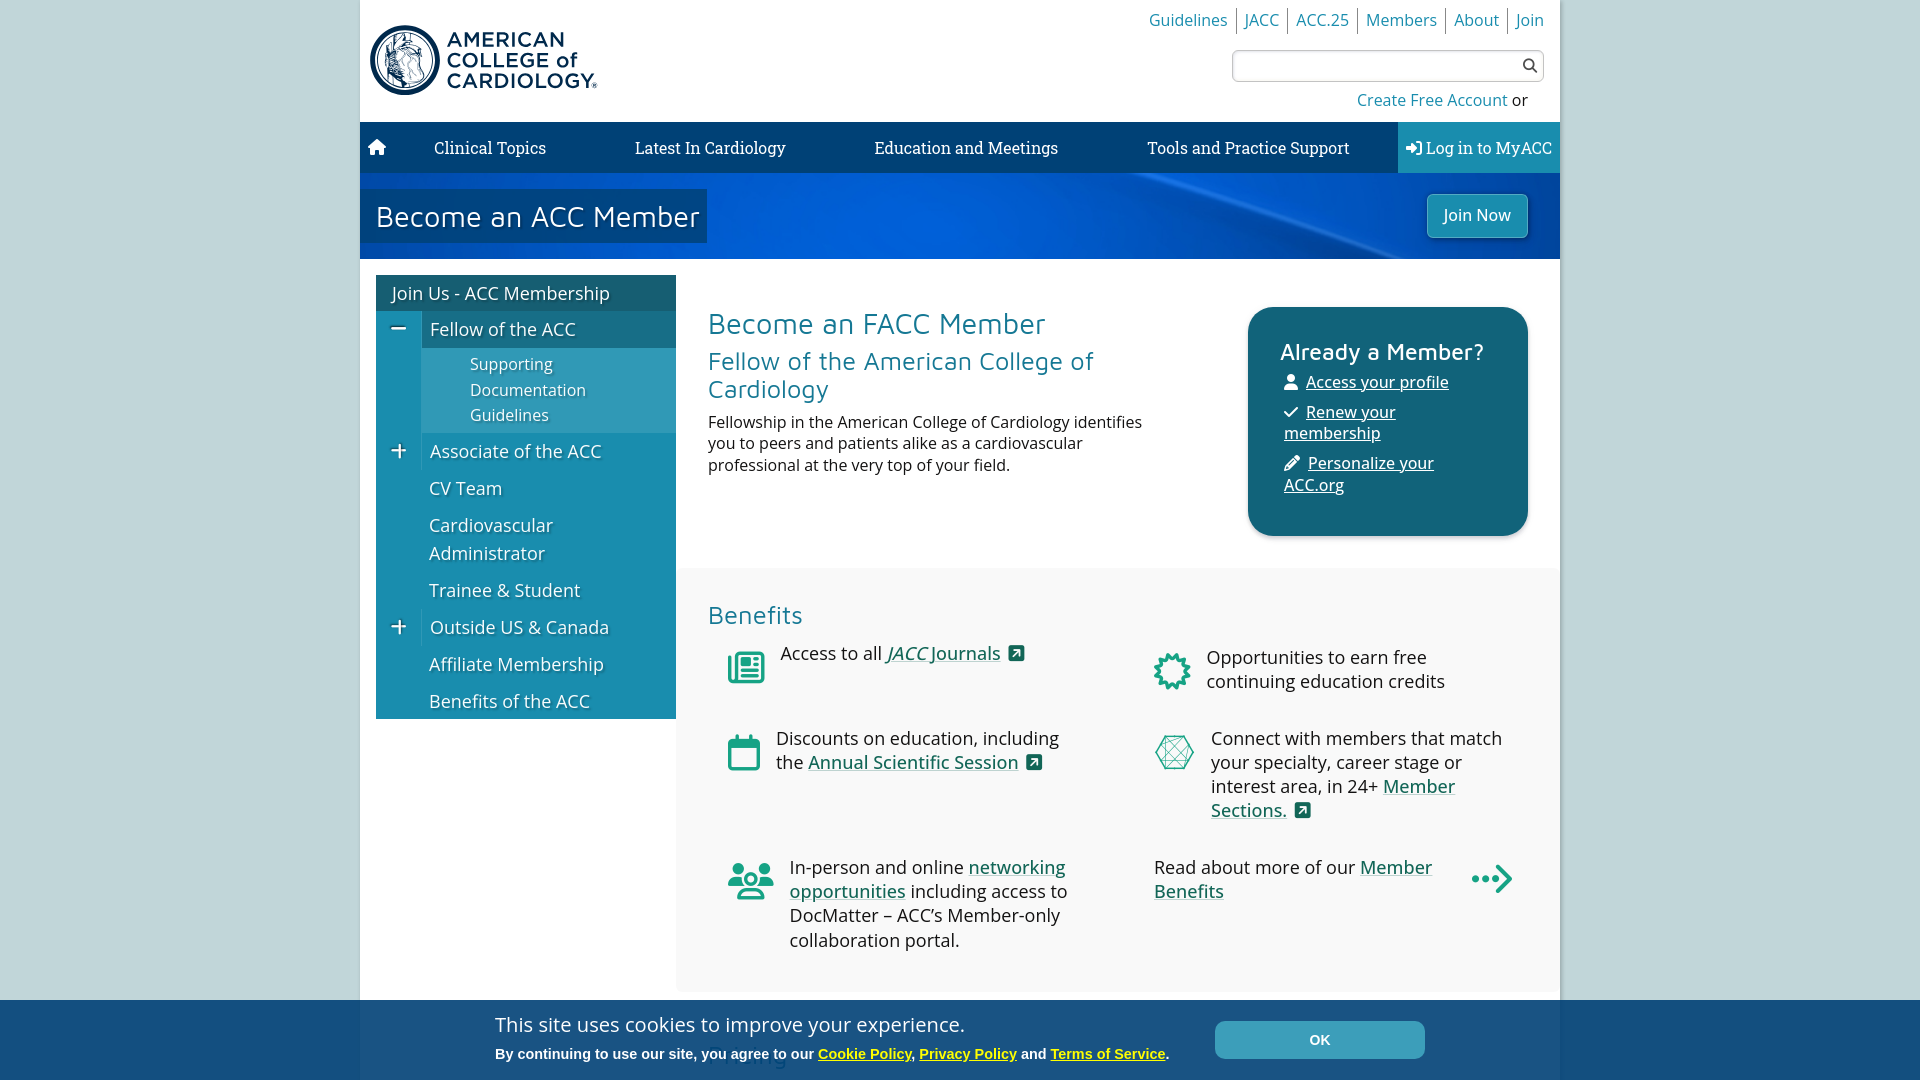 Guidelines
JACC
ACC.25
Members
About
Join
AMERICAN
COLLEGE of
CARDIOLOGY®
Create Free Account or
Clinical Topics
Latest In Cardiology
Education and Meetings
Tools and Practice Support
Log in to MyACC
Become an ACC Member
Join Now
Join Us - ACC Membership
Fellow of the ACC
Supporting
Documentation
Guidelines
Associate of the ACC
CV Team
Cardiovascular
Administrator
Trainee & Student
Outside US & Canada
Affiliate Membership
Benefits of the ACC
Become an FACC Member
Fellow of the American College of
Cardiology
Fellowship in the American College of Cardiology identifies
you to peers and patients alike as a cardiovascular
professional at the very top of your field.
Already a Member?
Access your profile
Renew your
membership
Personalize your
ACC.org
Benefits
Access to all JACC Journals
Opportunities to earn free
continuing education credits
Discounts on education, including
the Annual Scientific Session
Connect with members that match
your specialty, career stage or
interest area, in 24+ Member
Sections.
In-person and online networking
opportunities including access to
DocMatter – ACC’s Member-only
collaboration portal.
Read about more of our Member
Benefits
This site uses cookies to improve your experience.
By continuing to use our site, you agree to our Cookie Policy, Privacy Policy and Terms of Service.
OK